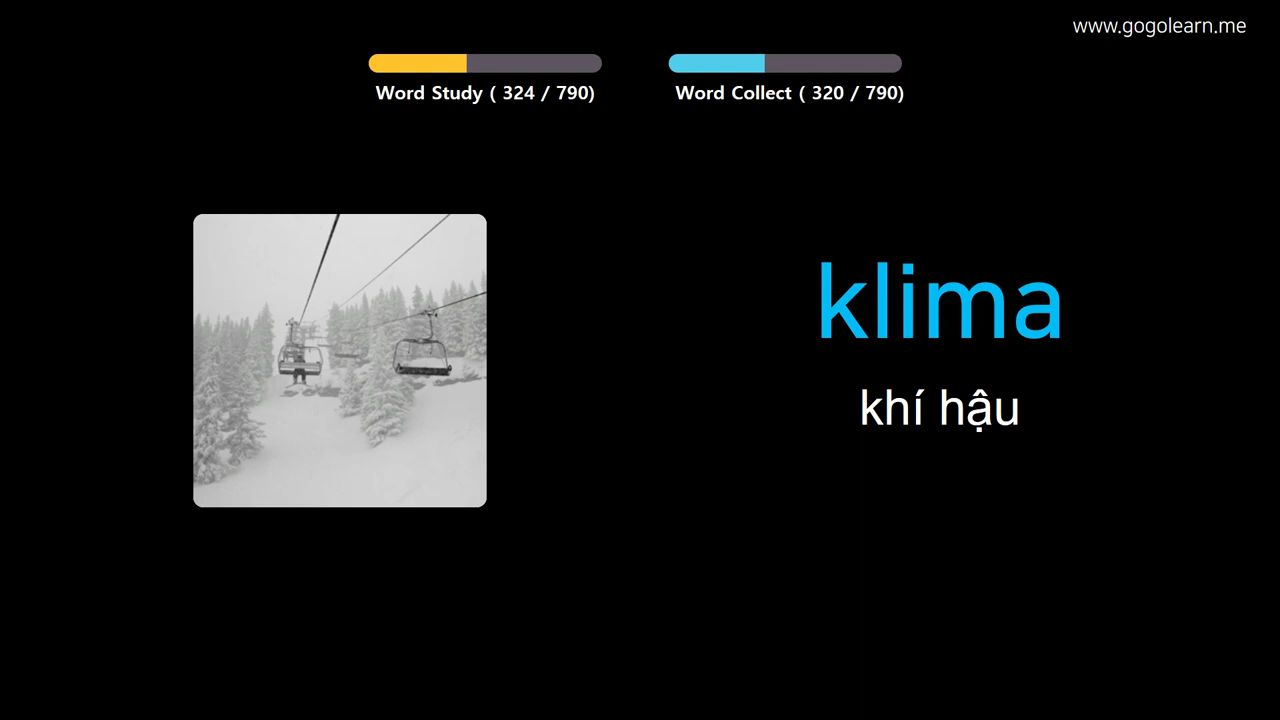 www.gogolearn.me
Word Study ( 324 / 790)
Word Collect ( 320 / 790)
klima
khí hậu